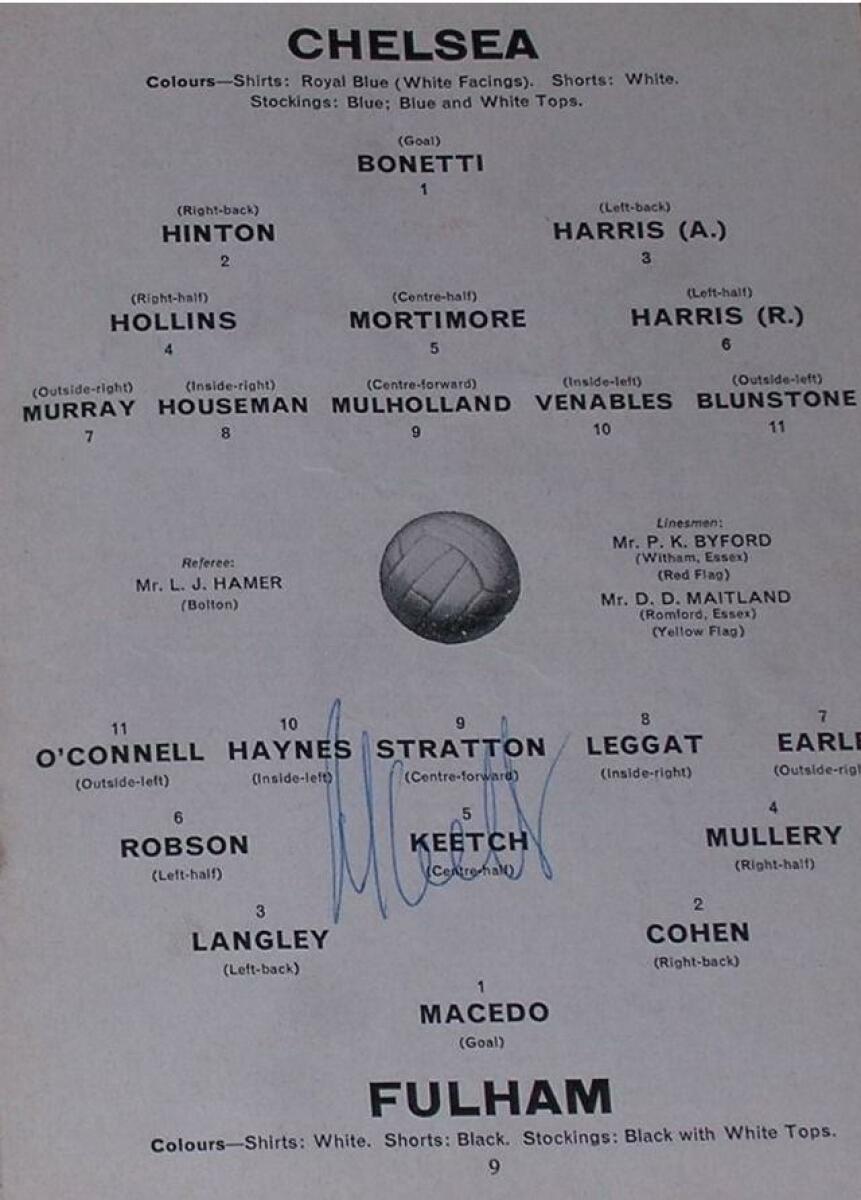 CHELSEA
Colours—Shirts: Royal Blue (White Facings). Shorts: White.
Stockings: Blue; Blue and White Tops.
(Goal)
BONETTI
1
(Right-back) (Left-back)
HINTON HARRIS (A.)
2 3
(Right-half) (Centre-half) (Left-half)
HOLLINS MORTIMORE HARRIS (R.)
4 5 6
(Outside-right) (Inside-right) (Centre-forward) (Inside-left) (Outside-left)
MURRAY HOUSEMAN MULHOLLAND VENABLES BLUNSTONE
7 8 9 10 11
Referee:
Mr. L. J. HAMER
(Bolton)
Linesmen:
Mr. P. K. BYFORD
(Witham, Essex)
(Red Flag)
Mr. D. D. MAITLAND
(Romford, Essex)
(Yellow Flag)
11 10 9 8 7
O'CONNELL HAYNES STRATTON LEGGAT EARLE
(Outside-left) (Inside-left) (Centre-forward) (Inside-right) (Outside-righ
6 5 4
ROBSON KEETCH MULLERY
(Left-half) (Centre-half) (Right-half)
3 2
LANGLEY COHEN
(Left-back) (Right-back)
1
MACEDO
(Goal)
FULHAM
Colours—Shirts: White. Shorts: Black. Stockings: Black with White Tops.
9